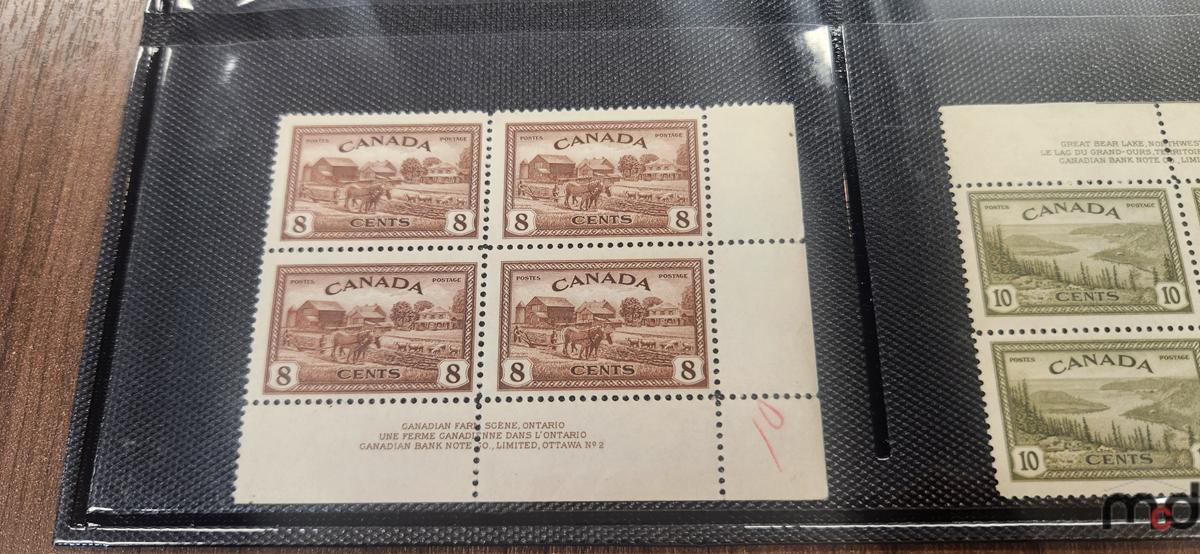 POSTES CANADA POSTAGE
8 CENTS 8
POSTES CANADA POSTAGE
8 CENTS 8
POSTES CANADA POSTAGE
8 CENTS 8
POSTES CANADA POSTAGE
8 CENTS 8
CANADIAN FARM SCENE, ONTARIO
UNE FERME CANADIENNE DANS L'ONTARIO
CANADIAN BANK NOTE CO., LIMITED, OTTAWA Nº 2
10
GREAT BEAR LAKE, NORTHWEST
LE LAC DU GRAND-OURS, TERRITOIR
CANADIAN BANK NOTE CO., LIM
POSTES CANADA POSTAGE
10 CENTS 10
POSTES CANADA POSTAGE
10 CENTS
mcd